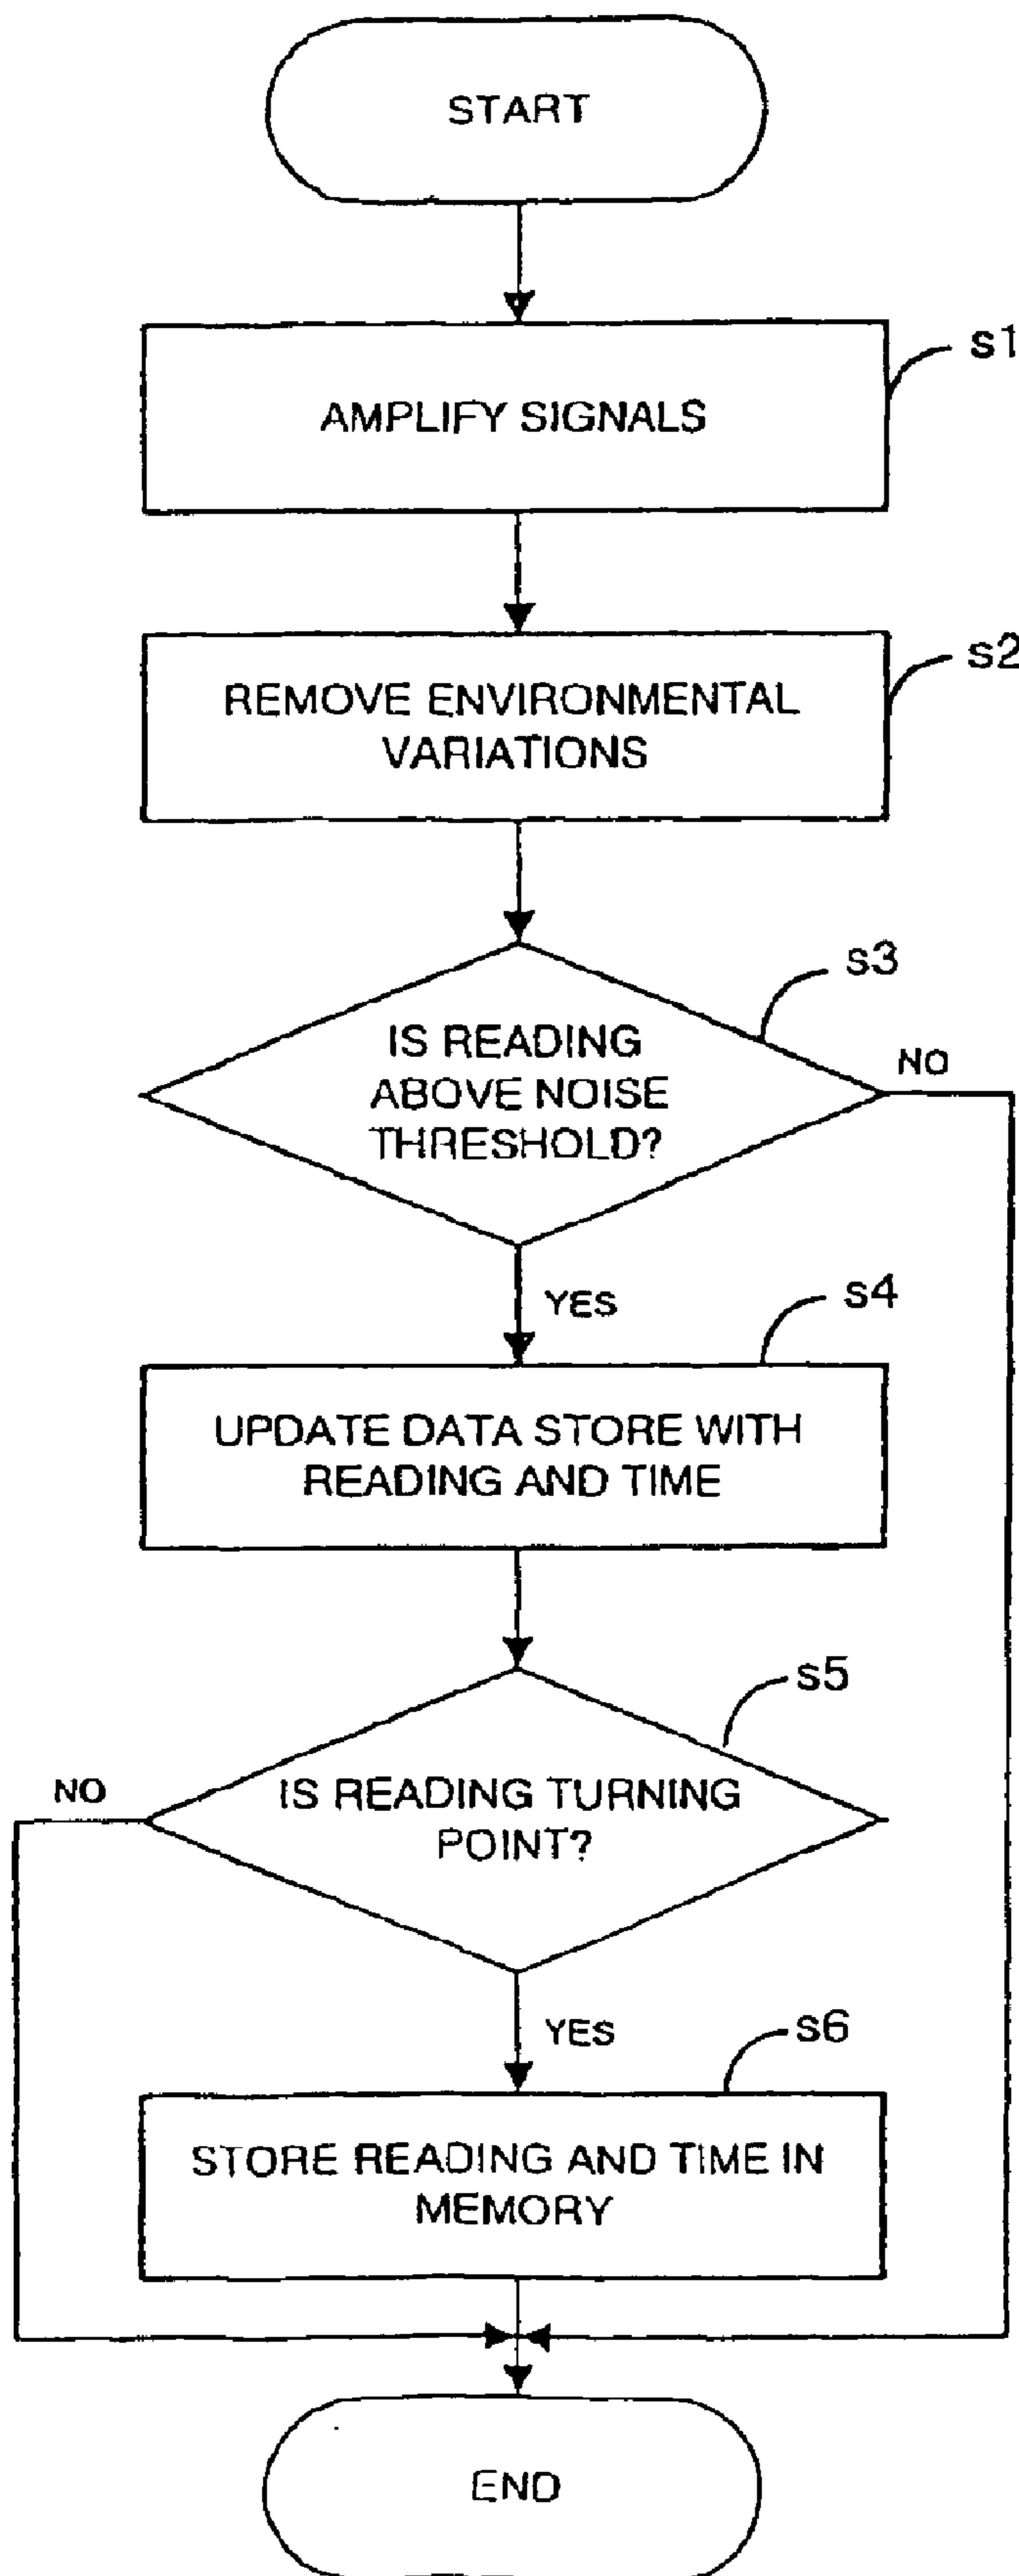 START
s1
AMPLIFY SIGNALS
s2
REMOVE ENVIRONMENTAL
VARIATIONS
s3
IS READING
ABOVE NOISE
THRESHOLD?
NO
YES
s4
UPDATE DATA STORE WITH
READING AND TIME
s5
NO
IS READING TURNING
POINT?
YES
s6
STORE READING AND TIME IN
MEMORY
END